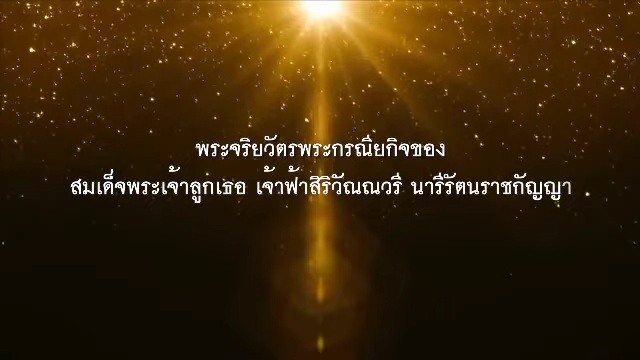 พระจริยวัตรพระกรณียกิจของ
สมเด็จพระเจ้าลูกเธอ เจ้าฟ้าสิริวัณณวรี นารีรัตนราชกัญญา